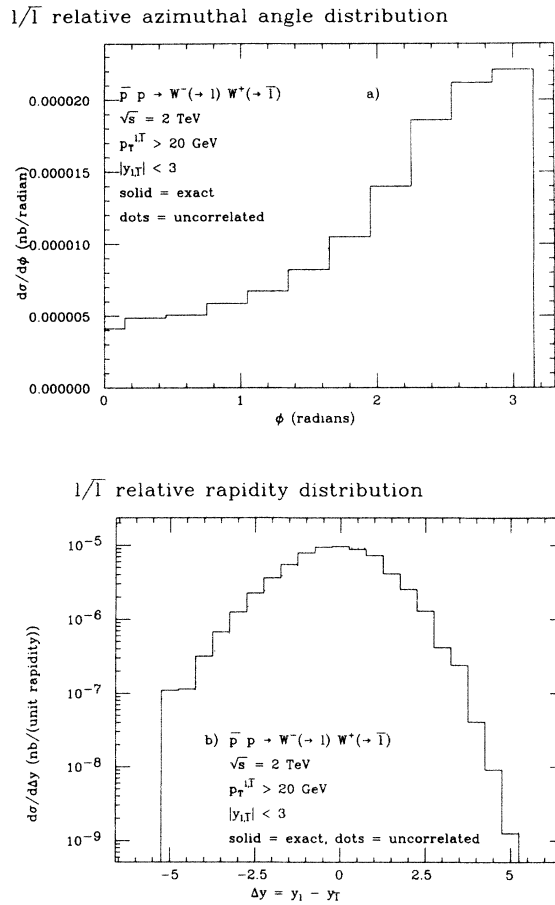 l/l̅ relative azimuthal angle distribution
0.000020
0.000015
0.000010
0.000005
0.000000
dσ/dφ (nb/radian)
p̅ p → W⁻(→ l) W⁺(→ l̅)
a)
√s = 2 TeV
p_T^{l,l̅} > 20 GeV
|y_{l,l̅}| < 3
solid = exact
dots = uncorrelated
0 1 2 3
φ (radians)
l/l̅ relative rapidity distribution
10⁻⁵
10⁻⁶
10⁻⁷
10⁻⁸
10⁻⁹
dσ/dΔy (nb/(unit rapidity))
b) p̅ p → W⁻(→ l) W⁺(→ l̅)
√s = 2 TeV
p_T^{l,l̅} > 20 GeV
|y_{l,l̅}| < 3
solid = exact, dots = uncorrelated
−5 −2.5 0 2.5 5
Δy = y_l − y_l̅